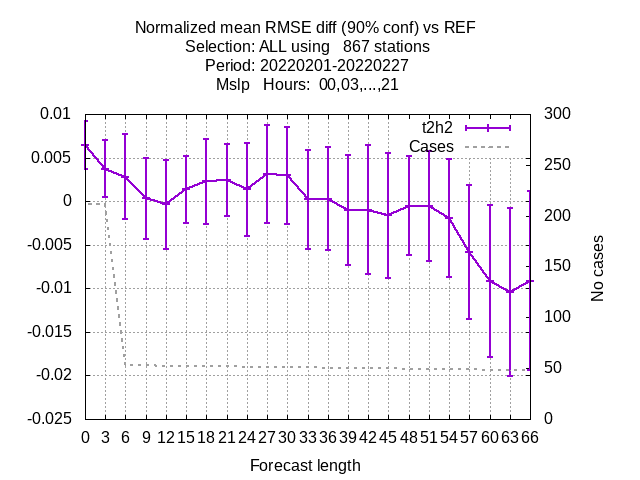 Normalized mean RMSE diff (90% conf) vs REF
Selection: ALL using   867 stations
Period: 20220201-20220227
Mslp   Hours:  00,03,...,21
0.01
0.005
0
-0.005
-0.01
-0.015
-0.02
-0.025
300
250
200
150
100
50
0
t2h2
Cases
No cases
0 3 6 9 12 15 18 21 24 27 30 33 36 39 42 45 48 51 54 57 60 63 66
Forecast length